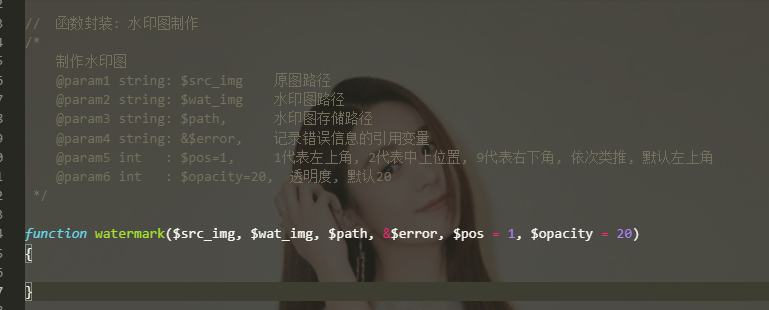 //  函数封装: 水印图制作
/*
    制作水印图
    @param1 string: $src_img    原图路径
    @param2 string: $wat_img    水印图路径
    @param3 string: $path,      水印图存储路径
    @param4 string: &$error,    记录错误信息的引用变量
    @param5 int   : $pos=1,     1代表左上角, 2代表中上位置, 9代表右下角, 依次类推, 默认左上角
    @param6 int   : $opacity=20,  透明度, 默认20
 */
function watermark($src_img, $wat_img, $path, &$error, $pos = 1, $opacity = 20)
{
}